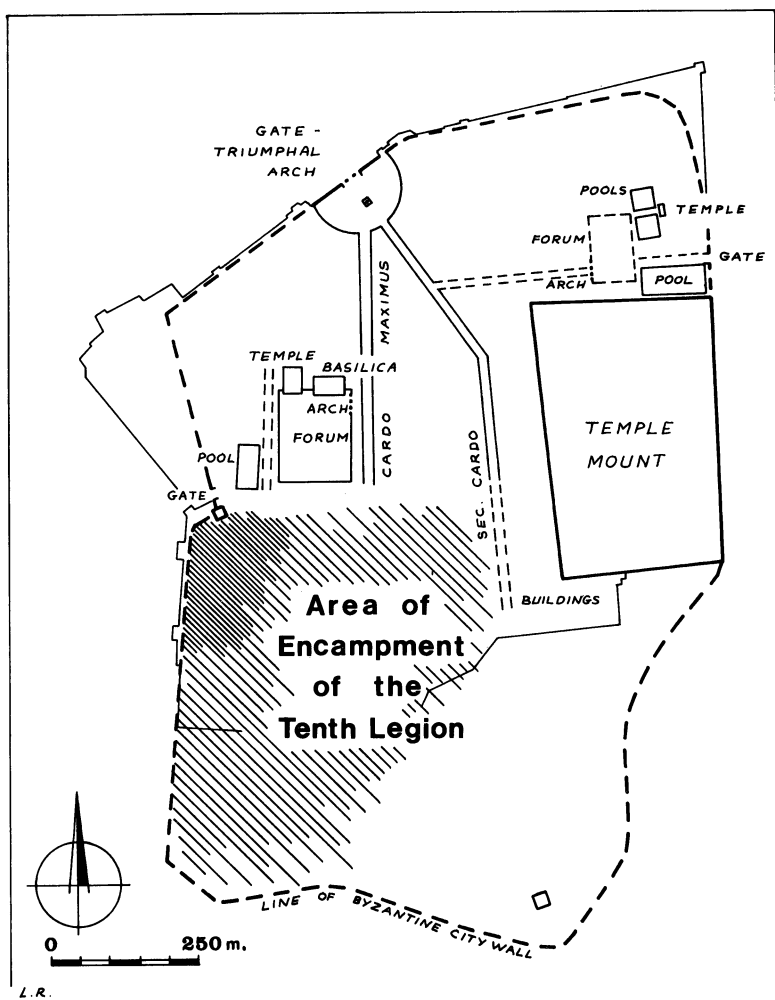 GATE -
TRIUMPHAL
ARCH
POOLS
TEMPLE
FORUM
GATE
ARCH
POOL
MAXIMUS
TEMPLE
BASILICA
ARCH
FORUM
CARDO
POOL
GATE
SEC. CARDO
TEMPLE
MOUNT
BUILDINGS
Area of
Encampment
of the
Tenth Legion
LINE OF BYZANTINE CITY WALL
0 250 m.
L.R.